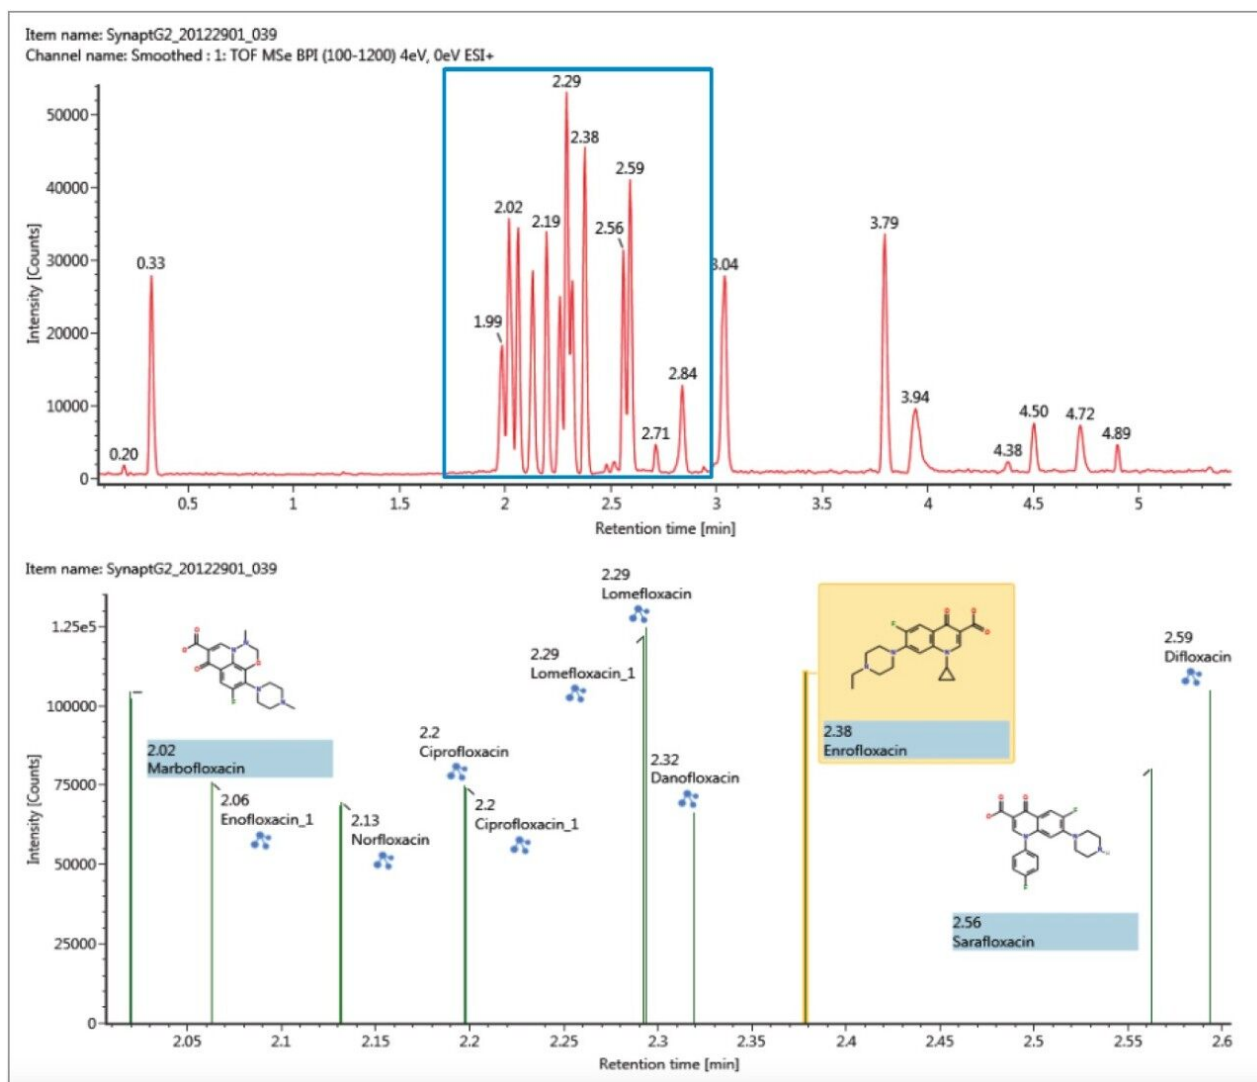 Item name: SynaptG2_20122901_039
Channel name: Smoothed : 1: TOF MSe BPI (100-1200) 4eV, 0eV ESI+
2.29
50000
2.38
40000
2.59
2.02
2.19
2.56
3.79
30000
0.33
3.04
1.99
20000
2.84
10000
3.94
2.71
4.50
4.72
4.38
4.89
0.20
0
Intensity [Counts]
0.5 1 1.5 2 2.5 3 3.5 4 4.5 5
Retention time [min]
Item name: SynaptG2_20122901_039
2.29
Lomefloxacin
1.25e5
2.29
Lomefloxacin_1
2.59
Difloxacin
100000
2.02
Marbofloxacin
2.2
Ciprofloxacin
2.32
Danofloxacin
2.38
Enrofloxacin
75000
2.06
Enofloxacin_1
2.13
Norfloxacin
2.2
Ciprofloxacin_1
50000
2.56
Sarafloxacin
25000
0
Intensity [Counts]
2.05 2.1 2.15 2.2 2.25 2.3 2.35 2.4 2.45 2.5 2.55 2.6
Retention time [min]